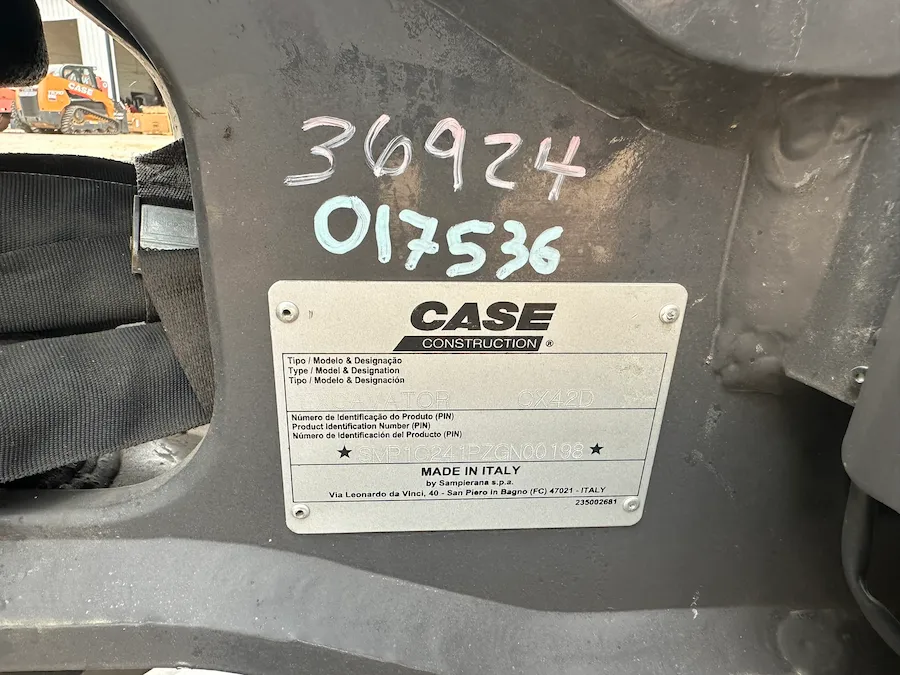 CASE
36924
017536
CASE
CONSTRUCTION ®
Tipo / Modelo & Designação
Type / Model & Designation
Tipo / Modelo & Designación
CX42D
Número de Identificação do Produto (PIN)
Product Identification Number (PIN)
Número de Identificación del Producto (PIN)
MADE IN ITALY
by Sampierana s.p.a.
Via Leonardo da Vinci, 40 - San Piero in Bagno (FC) 47021 - ITALY
235002681